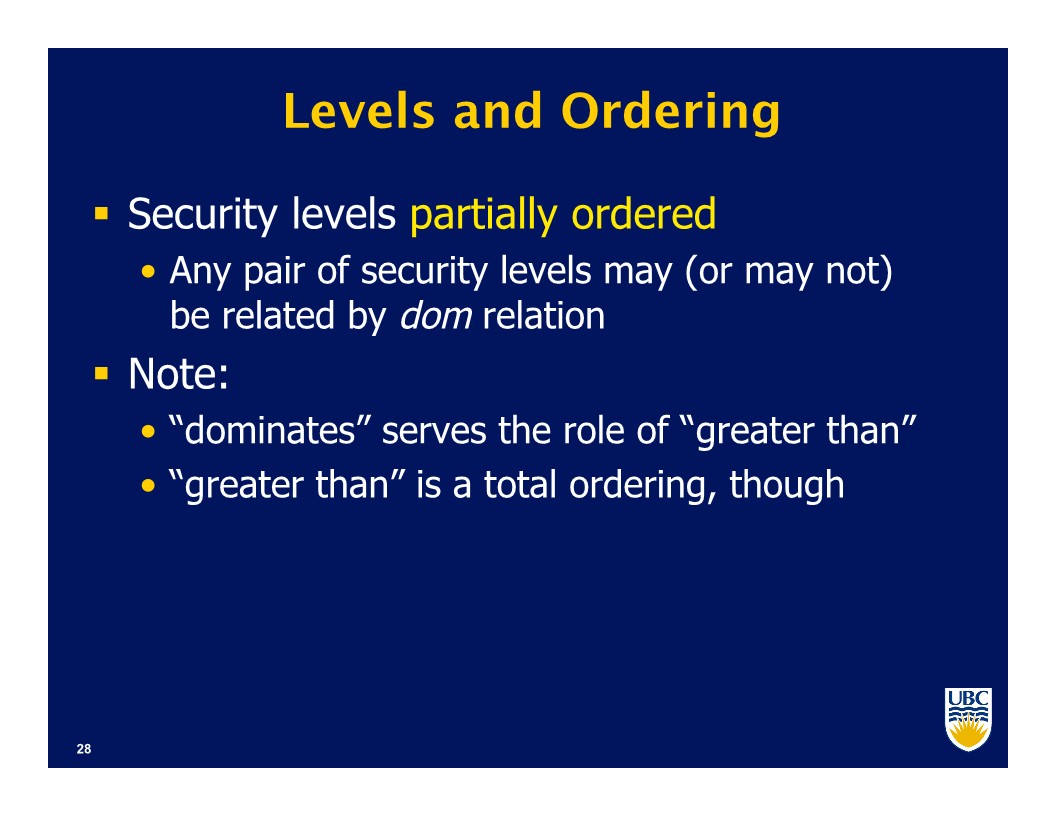 Levels and Ordering
▪ Security levels partially ordered
• Any pair of security levels may (or may not)
be related by dom relation
▪ Note:
• “dominates” serves the role of “greater than”
• “greater than” is a total ordering, though
UBC
28